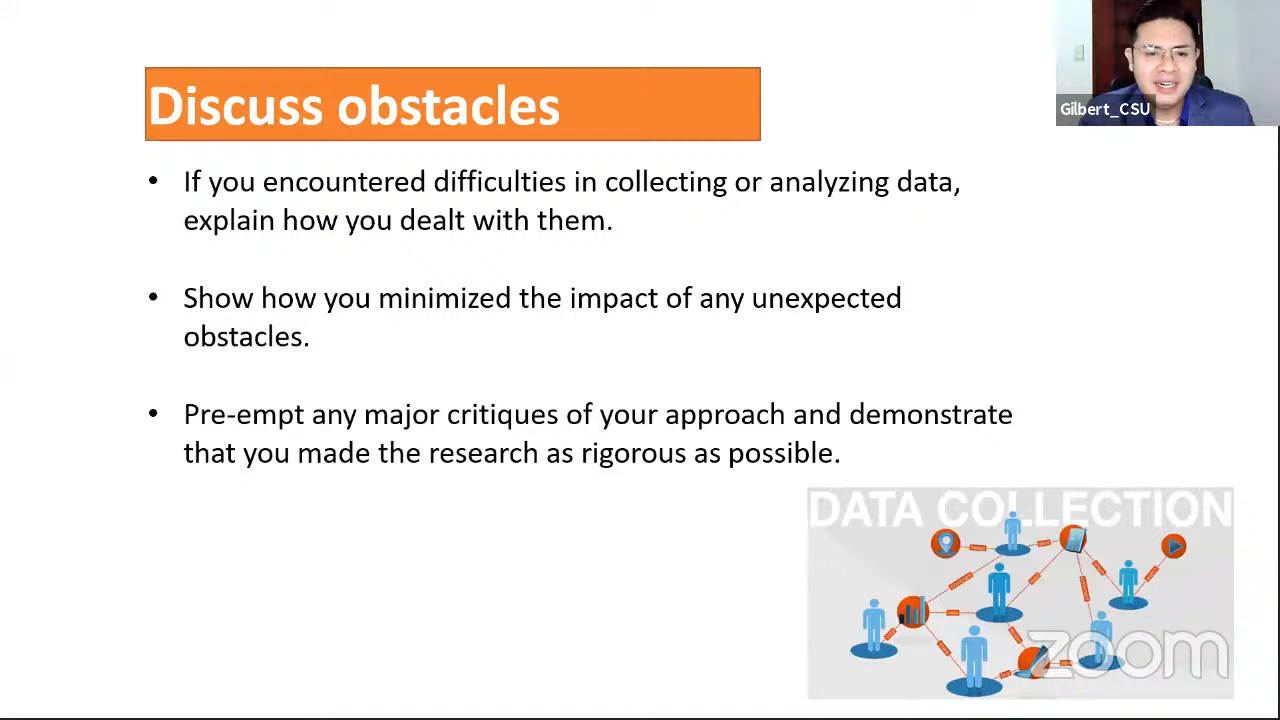 Discuss obstacles
Gilbert_CSU
• If you encountered difficulties in collecting or analyzing data,
explain how you dealt with them.
• Show how you minimized the impact of any unexpected
obstacles.
• Pre-empt any major critiques of your approach and demonstrate
that you made the research as rigorous as possible.
DATA COLLECTION
zoom